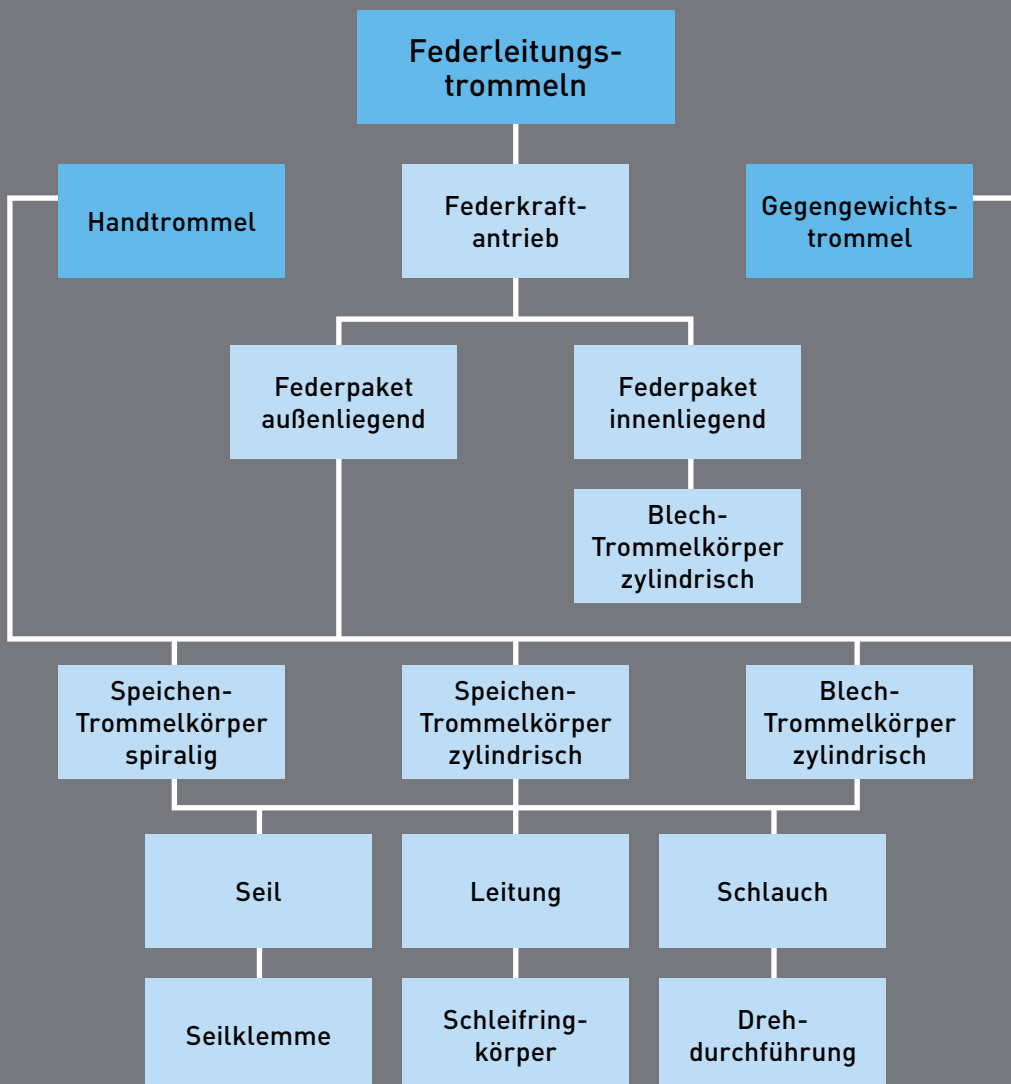 Federleitungs-
trommeln
Handtrommel
Federkraft-
antrieb
Gegengewichts-
trommel
Federpaket
außenliegend
Federpaket
innenliegend
Blech-
Trommelkörper
zylindrisch
Speichen-
Trommelkörper
spiralig
Speichen-
Trommelkörper
zylindrisch
Blech-
Trommelkörper
zylindrisch
Seil
Leitung
Schlauch
Seilklemme
Schleifring-
körper
Dreh-
durchführung